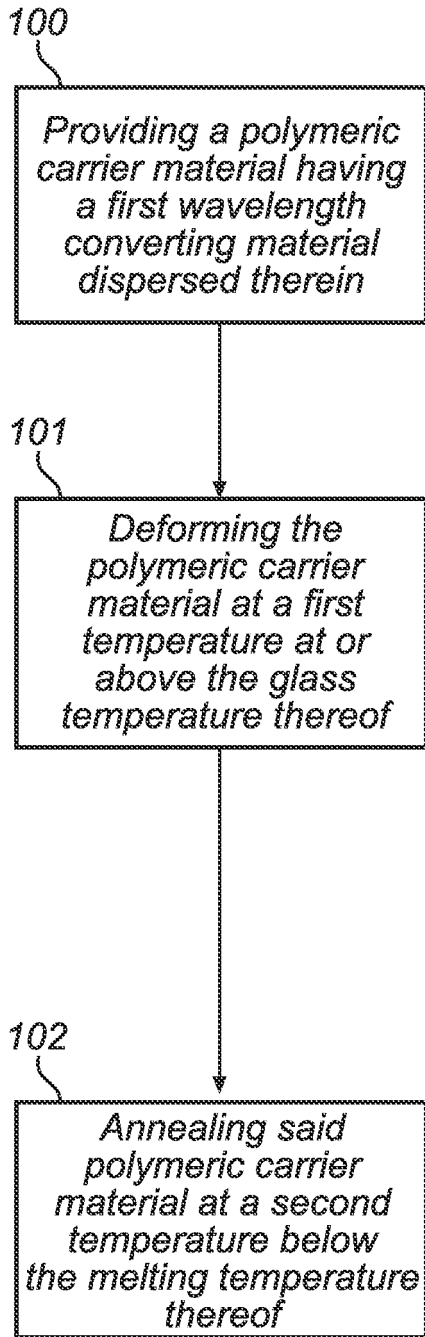 100
Providing a polymeric
carrier material having
a first wavelength
converting material
dispersed therein
101
Deforming the
polymeric carrier
material at a first
temperature at or
above the glass
temperature thereof
102
Annealing said
polymeric carrier
material at a second
temperature below
the melting temperature
thereof